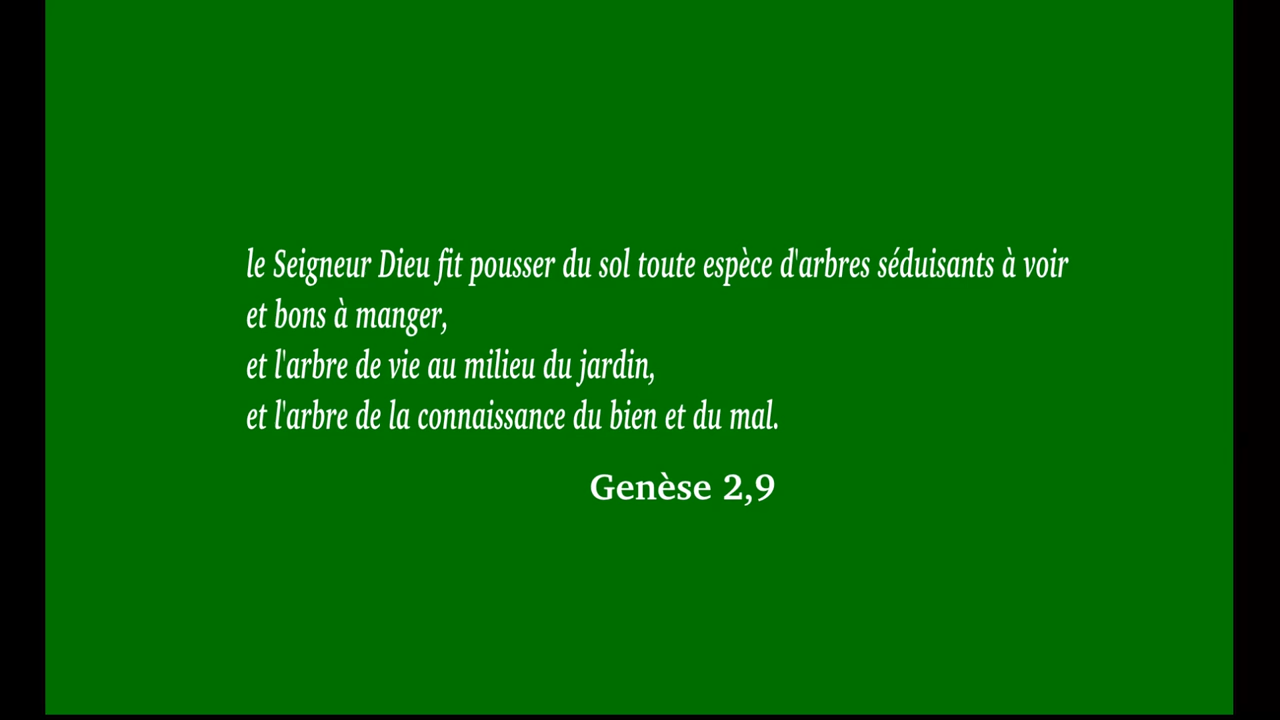 le Seigneur Dieu fit pousser du sol toute espèce d'arbres séduisants à voir
et bons à manger,
et l'arbre de vie au milieu du jardin,
et l'arbre de la connaissance du bien et du mal.
Genèse 2,9